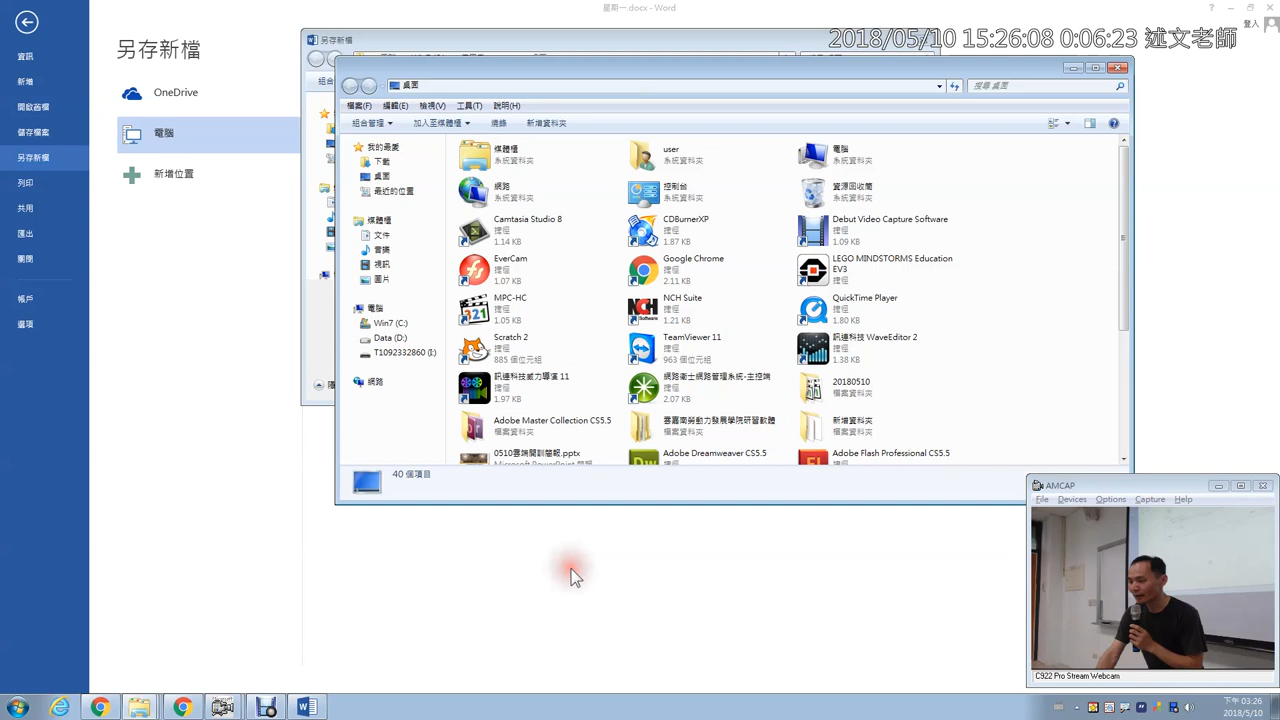 星期一.docx - Word
登入
資訊
新增
開啟舊檔
儲存檔案
另存新檔
列印
共用
匯出
關閉
帳戶
選項
另存新檔
OneDrive
電腦
新增位置
另存新檔
2018/05/10 15:26:08 0:06:23 述文老師
組合
桌面
搜尋 桌面
檔案(F) 編輯(E) 檢視(V) 工具(T) 說明(H)
組合管理 加入至媒體櫃 燒錄 新增資料夾
我的最愛
下載
桌面
最近的位置
媒體櫃
文件
音樂
視訊
圖片
電腦
Win7 (C:)
Data (D:)
T1092332860 (I:)
網路
媒體櫃
系統資料夾
user
系統資料夾
電腦
系統資料夾
網路
系統資料夾
控制台
系統資料夾
資源回收筒
系統資料夾
Camtasia Studio 8
捷徑
1.14 KB
CDBurnerXP
捷徑
1.87 KB
Debut Video Capture Software
捷徑
1.09 KB
EverCam
捷徑
1.07 KB
Google Chrome
捷徑
2.11 KB
LEGO MINDSTORMS Education
EV3
捷徑
MPC-HC
捷徑
1.05 KB
NCH Suite
捷徑
1.21 KB
QuickTime Player
捷徑
1.80 KB
Scratch 2
捷徑
885 個位元組
TeamViewer 11
捷徑
963 個位元組
訊連科技 WaveEditor 2
捷徑
1.38 KB
訊連科技威力導演 11
捷徑
1.97 KB
網路衛士網路管理系統-主控端
捷徑
2.07 KB
20180510
檔案資料夾
Adobe Master Collection CS5.5
檔案資料夾
雲嘉南勞動力發展學院研習軟體
檔案資料夾
新增資料夾
檔案資料夾
0510雲端開訓簡報.pptx
Microsoft PowerPoint 簡報
Adobe Dreamweaver CS5.5
Adobe Flash Professional CS5.5
40 個項目
AMCAP
File Devices Options Capture Help
C922 Pro Stream Webcam
下午 03:26
2018/5/10